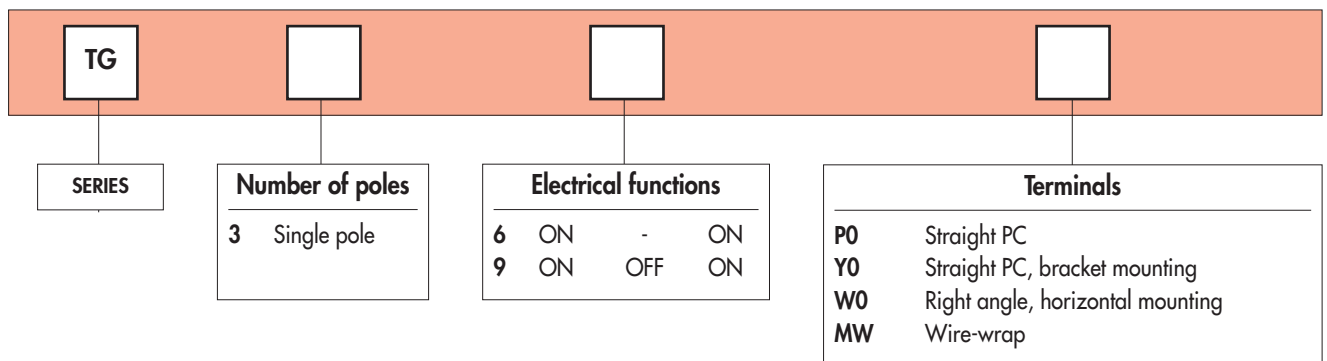 TG
SERIES
Number of poles
3 Single pole
Electrical functions
6 ON - ON
9 ON OFF ON
Terminals
P0 Straight PC
Y0 Straight PC, bracket mounting
W0 Right angle, horizontal mounting
MW Wire-wrap